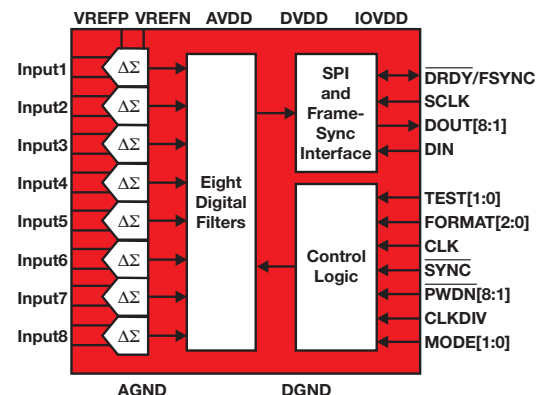 VREFP VREFN AVDD DVDD IOVDD
Input1
Input2
Input3
Input4
Input5
Input6
Input7
Input8
ΔΣ
ΔΣ
ΔΣ
ΔΣ
ΔΣ
ΔΣ
ΔΣ
ΔΣ
Eight
Digital
Filters
SPI
and
Frame-
Sync
Interface
Control
Logic
DRDY/FSYNC
SCLK
DOUT[8:1]
DIN
TEST[1:0]
FORMAT[2:0]
CLK
SYNC
PWDN[8:1]
CLKDIV
MODE[1:0]
AGND DGND